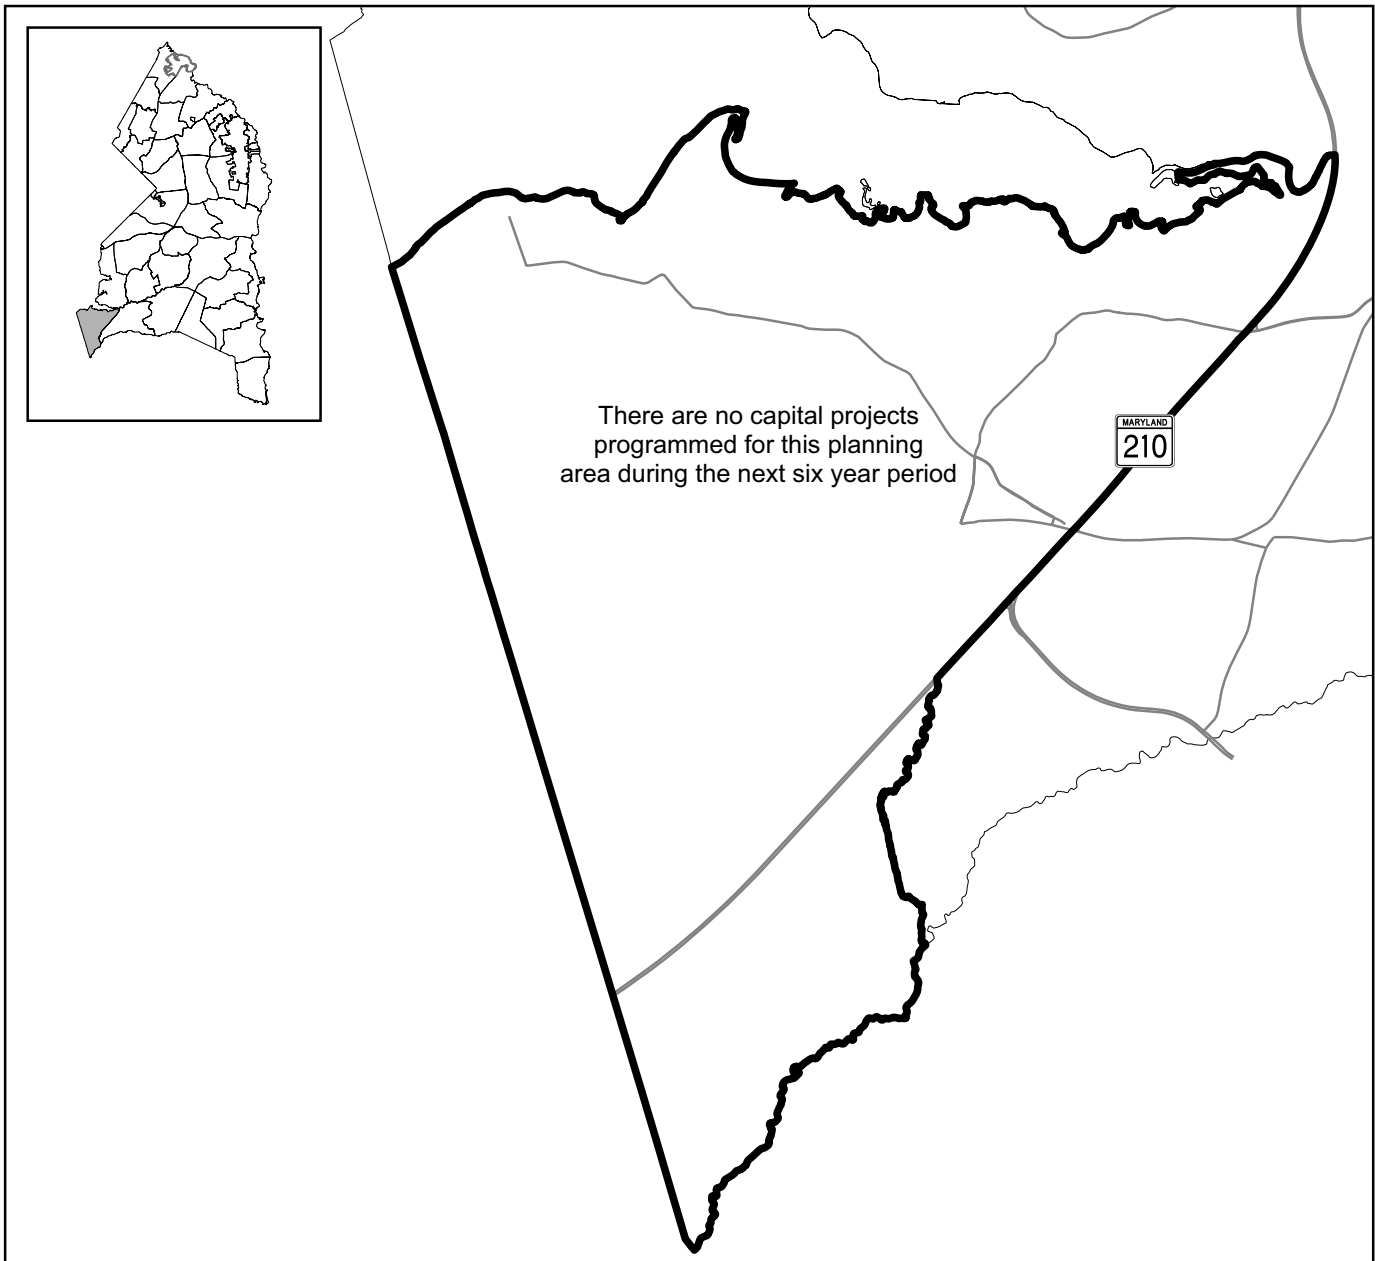 There are no capital projects
programmed for this planning
area during the next six year period
MARYLAND
210